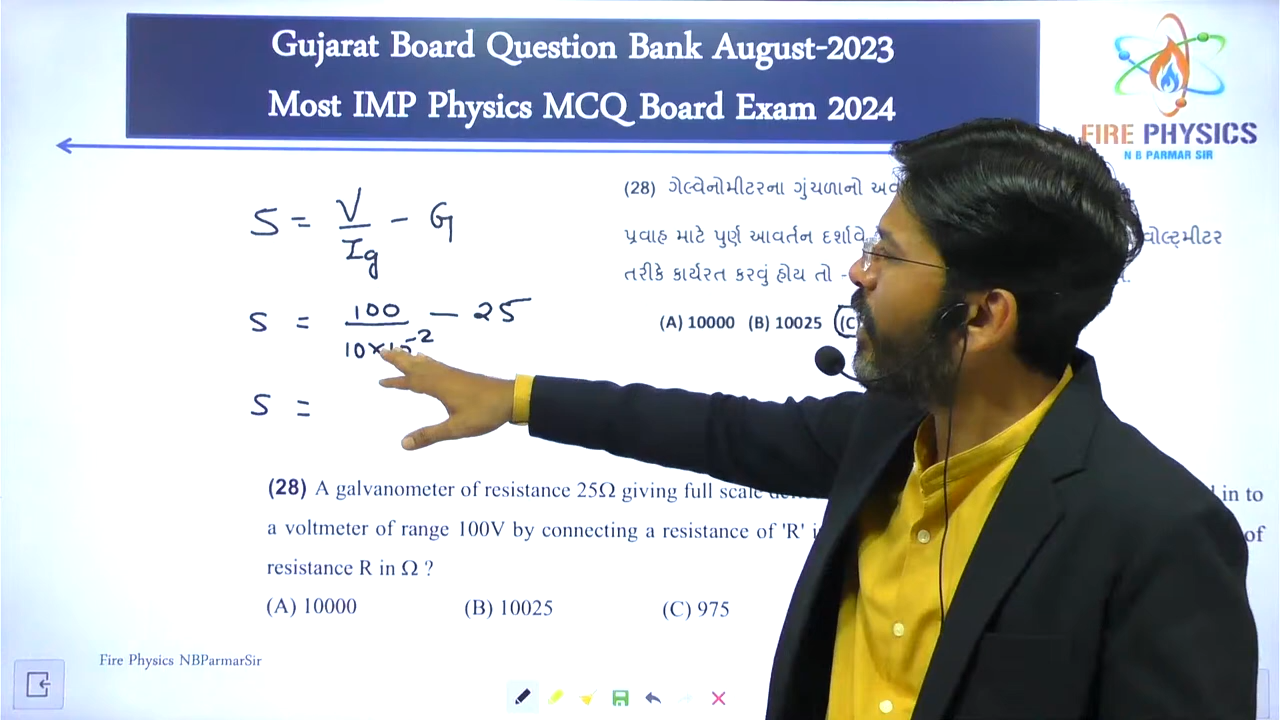 Gujarat Board Question Bank August-2023
Most IMP Physics MCQ Board Exam 2024
FIRE PHYSICS
N B PARMAR SIR
(28) ગેલ્વેનોમીટરના ગુંચળાનો
પ્રવાહ માટે પુર્ણ આવર્તન દર્શાવે વોલ્ટ્મીટર
તરીકે કાર્યરત કરવું હોય તો -
(A) 10000 (B) 10025 (C
S = V/Ig - G
S = 100/10×10⁻² - 25
S =
(28) A galvanometer of resistance 25Ω giving full scale in to
a voltmeter of range 100V by connecting a resistance of 'R' of
resistance R in Ω ?
(A) 10000 (B) 10025 (C) 975
Fire Physics NBParmarSir